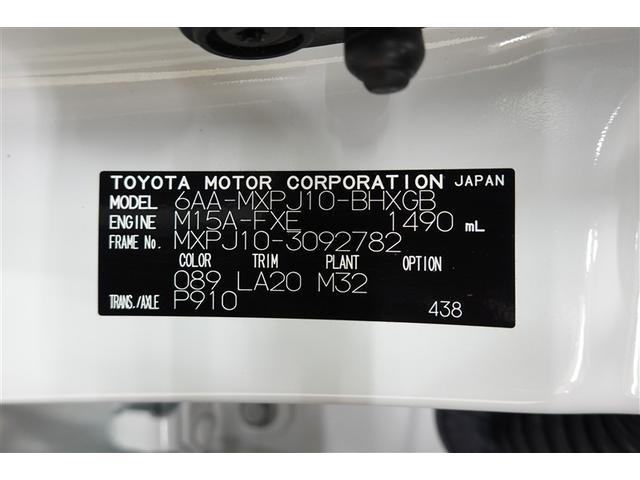 TOYOTA MOTOR CORPORATION JAPAN
MODEL 6AA-MXPJ10-BHXGB
ENGINE M15A-FXE 1490 mL
FRAME No. MXPJ10-3092782
COLOR TRIM PLANT OPTION
089 LA20 M32
TRANS./AXLE P910
438